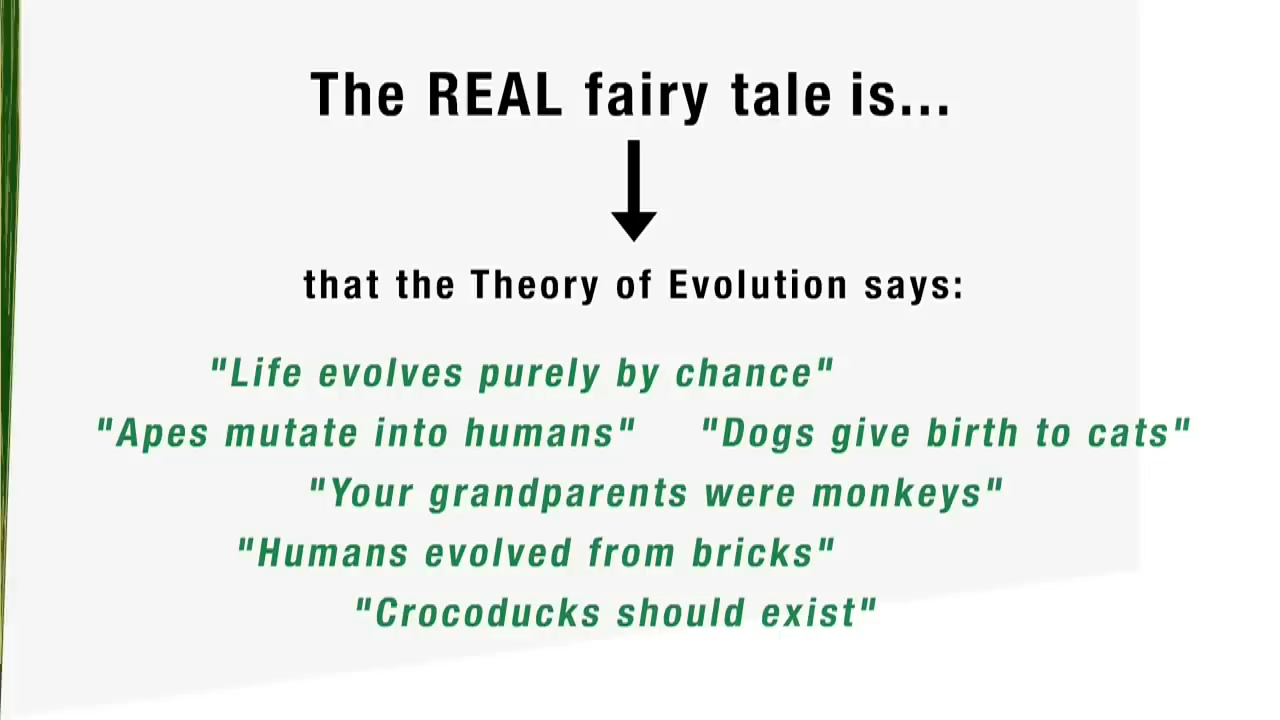 The REAL fairy tale is...
that the Theory of Evolution says:
"Life evolves purely by chance"
"Apes mutate into humans" "Dogs give birth to cats"
"Your grandparents were monkeys"
"Humans evolved from bricks"
"Crocoducks should exist"